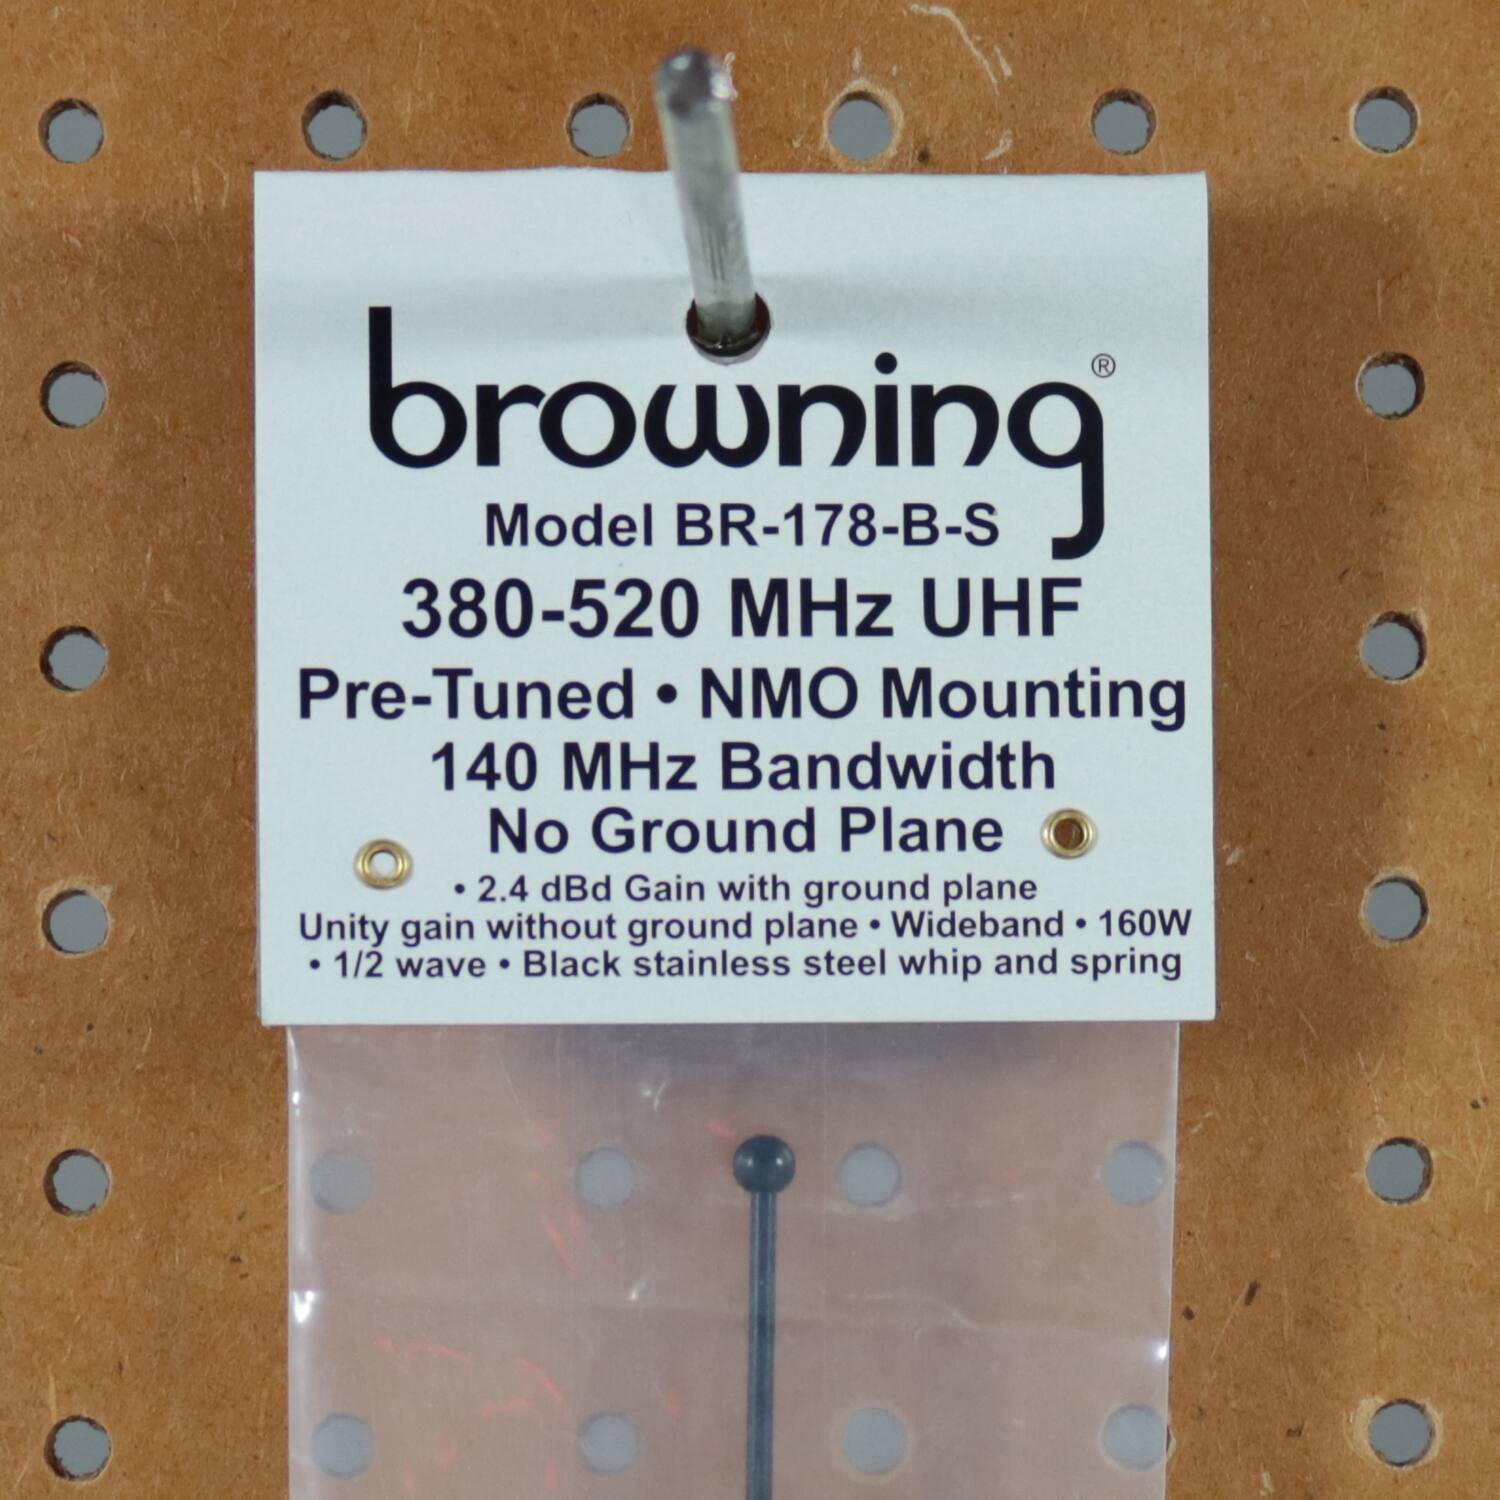 browning®
Model BR-178-B-S
380-520 MHz UHF
Pre-Tuned • NMO Mounting
140 MHz Bandwidth
No Ground Plane
• 2.4 dBd Gain with ground plane
Unity gain without ground plane • Wideband • 160W
• 1/2 wave • Black stainless steel whip and spring